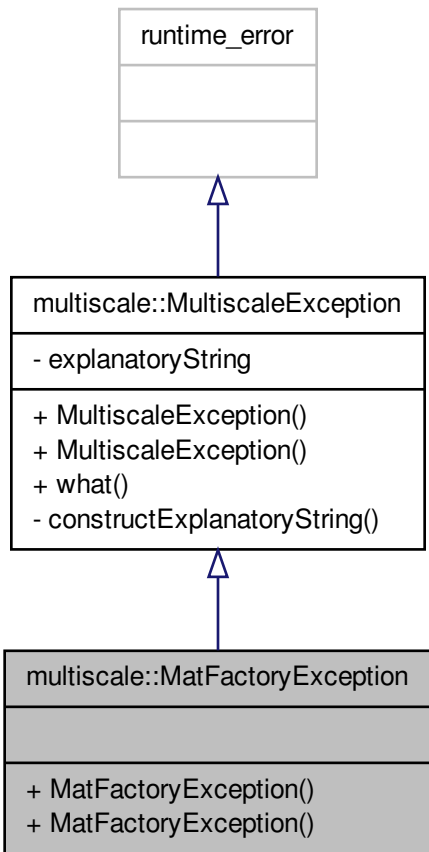 runtime_error
multiscale::MultiscaleException
- explanatoryString
+ MultiscaleException()
+ MultiscaleException()
+ what()
- constructExplanatoryString()
multiscale::MatFactoryException
+ MatFactoryException()
+ MatFactoryException()